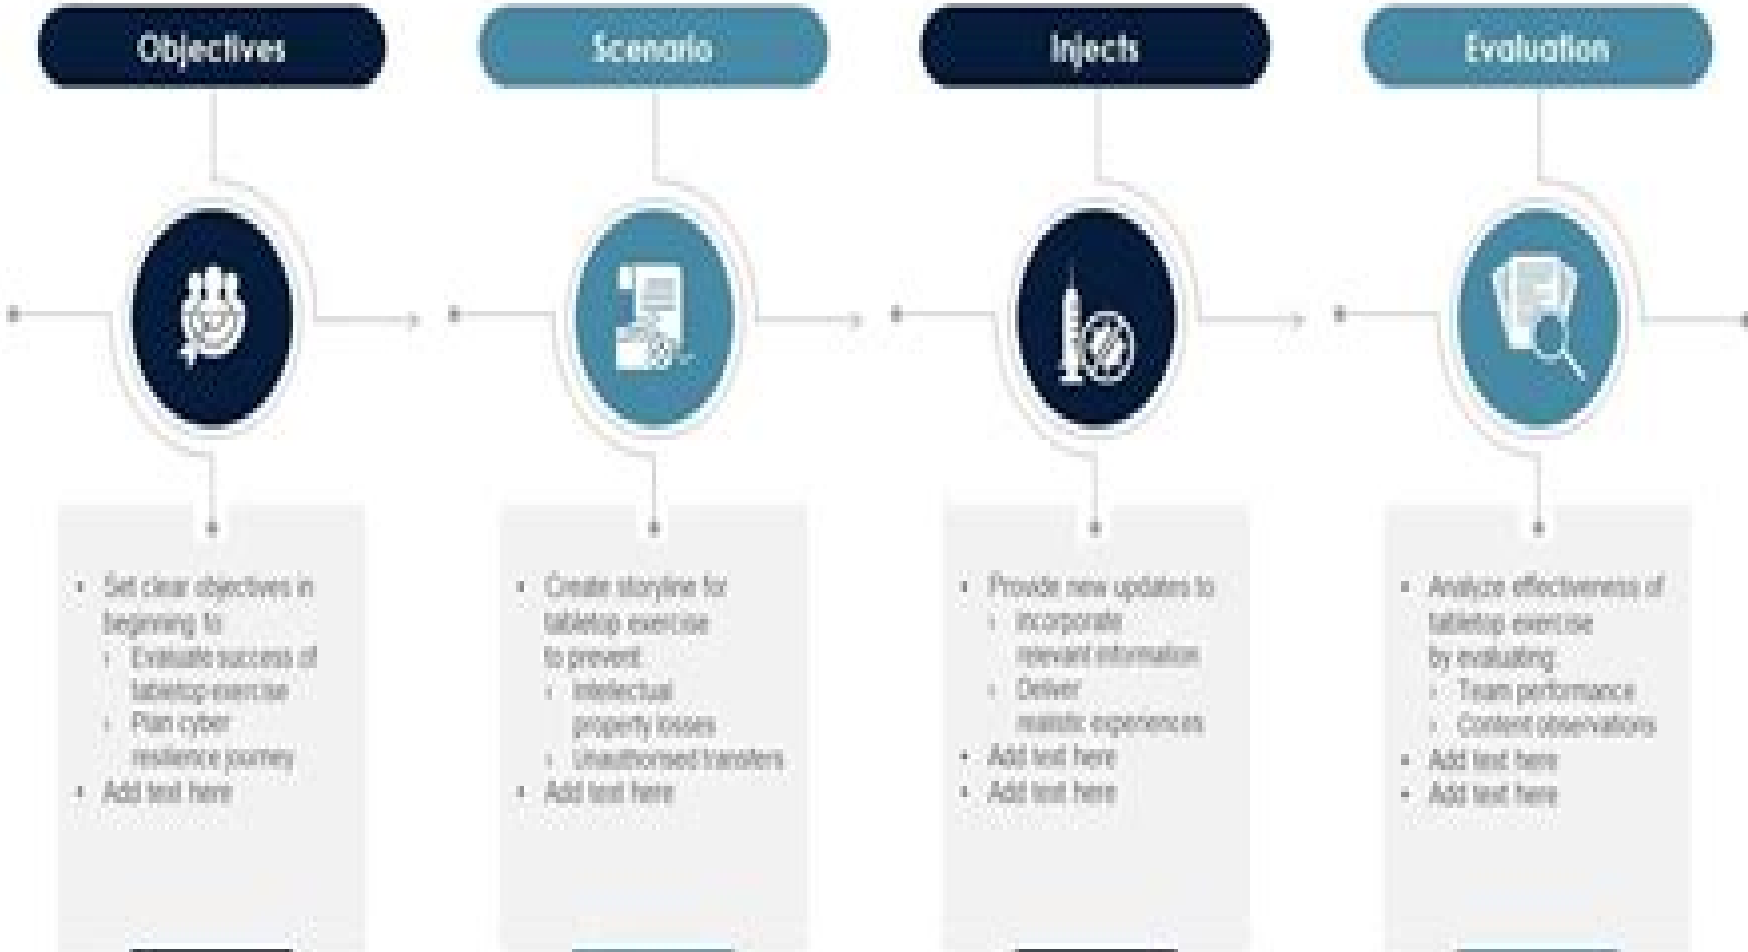 Objectives
Scenario
Injects
Evaluation
• Set clear objectives in
beginning to
› Evaluate success of
tabletop exercise
› Plan cyber
resilience journey
• Add text here
• Create storyline for
tabletop exercise
to prevent
› Intellectual
property losses
› Unauthorised transfers
• Add text here
• Provide new updates to
› Incorporate
relevant information
› Deliver
realistic experiences
• Add text here
• Add text here
• Analyze effectiveness of
tabletop exercise
by evaluating
› Team performance
› Content observations
• Add text here
• Add text here